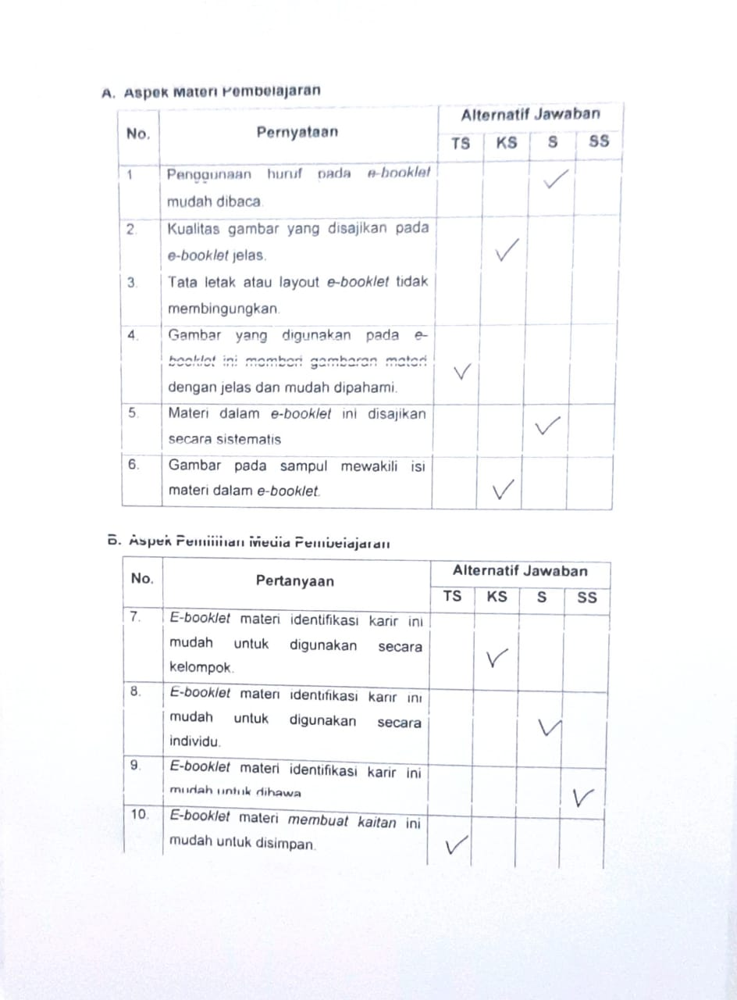 A. Aspek Materi Pembelajaran
No. Pernyataan Alternatif Jawaban
TS KS S SS
1 Penggunaan huruf pada e-booklet
mudah dibaca. ✓
2. Kualitas gambar yang disajikan pada
e-booklet jelas. ✓
3. Tata letak atau layout e-booklet tidak
membingungkan.
4. Gambar yang digunakan pada e-
booklet ini memberi gambaran materi
dengan jelas dan mudah dipahami. ✓
5. Materi dalam e-booklet ini disajikan
secara sistematis ✓
6. Gambar pada sampul mewakili isi
materi dalam e-booklet. ✓
B. Aspek Pemilihan Media Pembelajaran
No. Pertanyaan Alternatif Jawaban
TS KS S SS
7. E-booklet materi identifikasi karir ini
mudah untuk digunakan secara
kelompok. ✓
8. E-booklet materi identifikasi karir ini
mudah untuk digunakan secara
individu. ✓
9. E-booklet materi identifikasi karir ini
mudah untuk dibawa ✓
10. E-booklet materi membuat kaitan ini
mudah untuk disimpan. ✓